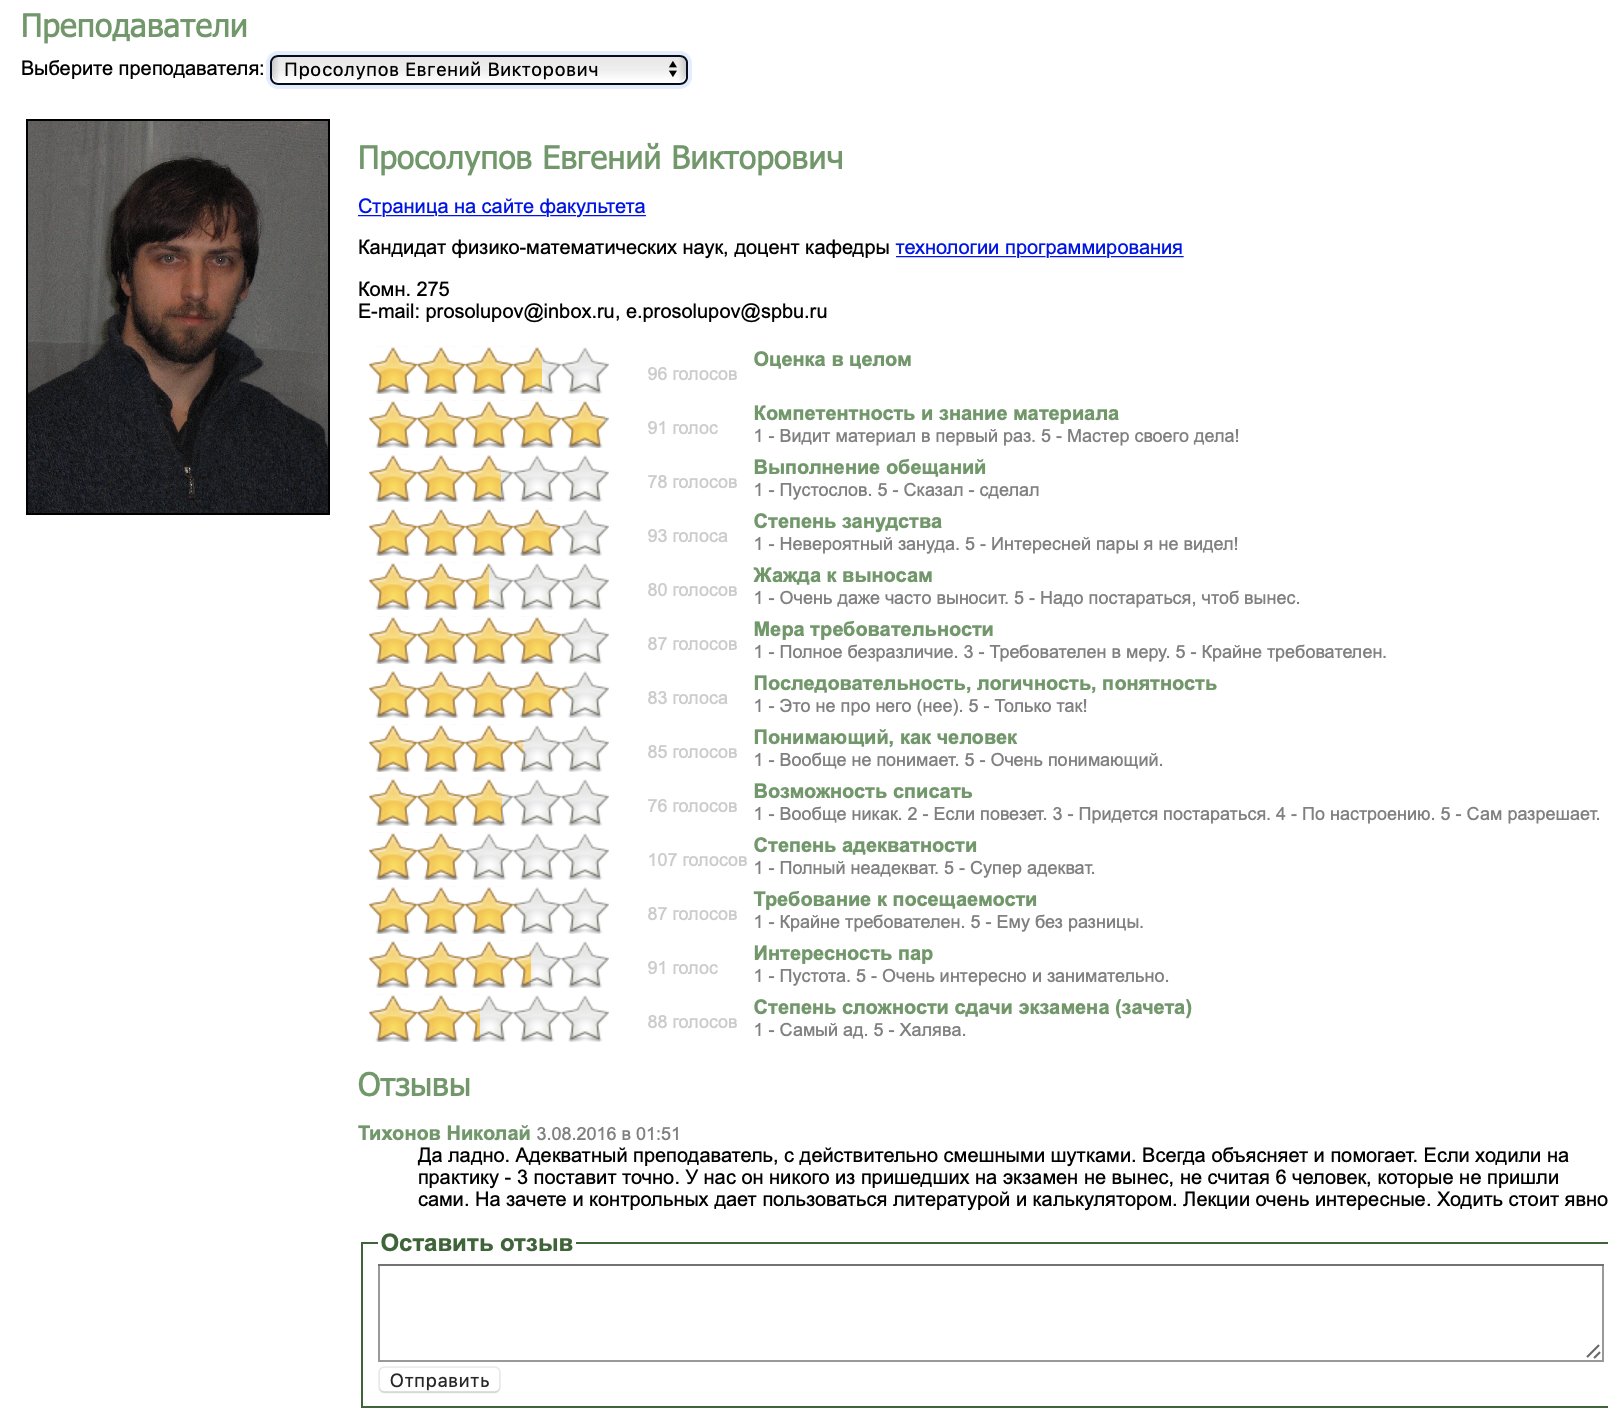 Преподаватели
Выберите преподавателя: Просолупов Евгений Викторович
Просолупов Евгений Викторович
Страница на сайте факультета
Кандидат физико-математических наук, доцент кафедры технологии программирования
Комн. 275
E-mail: prosolupov@inbox.ru, e.prosolupov@spbu.ru
96 голосов Оценка в целом
91 голос Компетентность и знание материала
1 - Видит материал в первый раз. 5 - Мастер своего дела!
78 голосов Выполнение обещаний
1 - Пустослов. 5 - Сказал - сделал
93 голоса Степень занудства
1 - Невероятный зануда. 5 - Интересней пары я не видел!
80 голосов Жажда к выносам
1 - Очень даже часто выносит. 5 - Надо постараться, чтоб вынес.
87 голосов Мера требовательности
1 - Полное безразличие. 3 - Требователен в меру. 5 - Крайне требователен.
83 голоса Последовательность, логичность, понятность
1 - Это не про него (нее). 5 - Только так!
85 голосов Понимающий, как человек
1 - Вообще не понимает. 5 - Очень понимающий.
76 голосов Возможность списать
1 - Вообще никак. 2 - Если повезет. 3 - Придется постараться. 4 - По настроению. 5 - Сам разрешает.
107 голосов Степень адекватности
1 - Полный неадекват. 5 - Супер адекват.
87 голосов Требование к посещаемости
1 - Крайне требователен. 5 - Ему без разницы.
91 голос Интересность пар
1 - Пустота. 5 - Очень интересно и занимательно.
88 голосов Степень сложности сдачи экзамена (зачета)
1 - Самый ад. 5 - Халява.
Отзывы
Тихонов Николай 3.08.2016 в 01:51
Да ладно. Адекватный преподаватель, с действительно смешными шутками. Всегда объясняет и помогает. Если ходили на
практику - 3 поставит точно. У нас он никого из пришедших на экзамен не вынес, не считая 6 человек, которые не пришли
сами. На зачете и контрольных дает пользоваться литературой и калькулятором. Лекции очень интересные. Ходить стоит явно
Оставить отзыв
Отправить